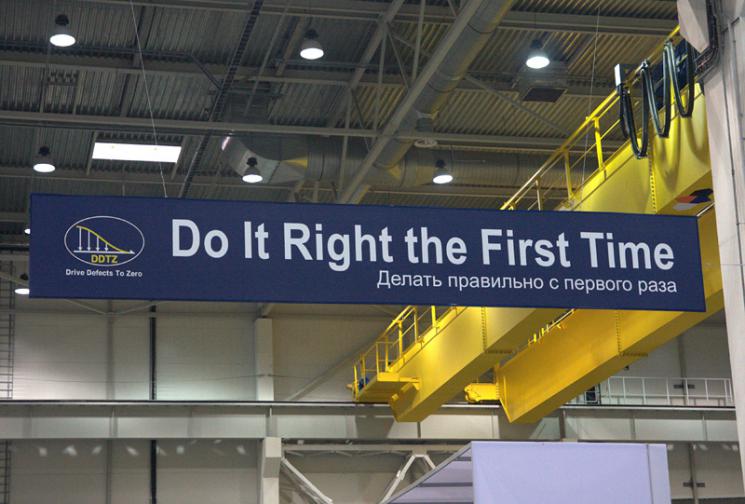 Do It Right the First Time
Делать правильно с первого раза
DDTZ
Drive Defects To Zero